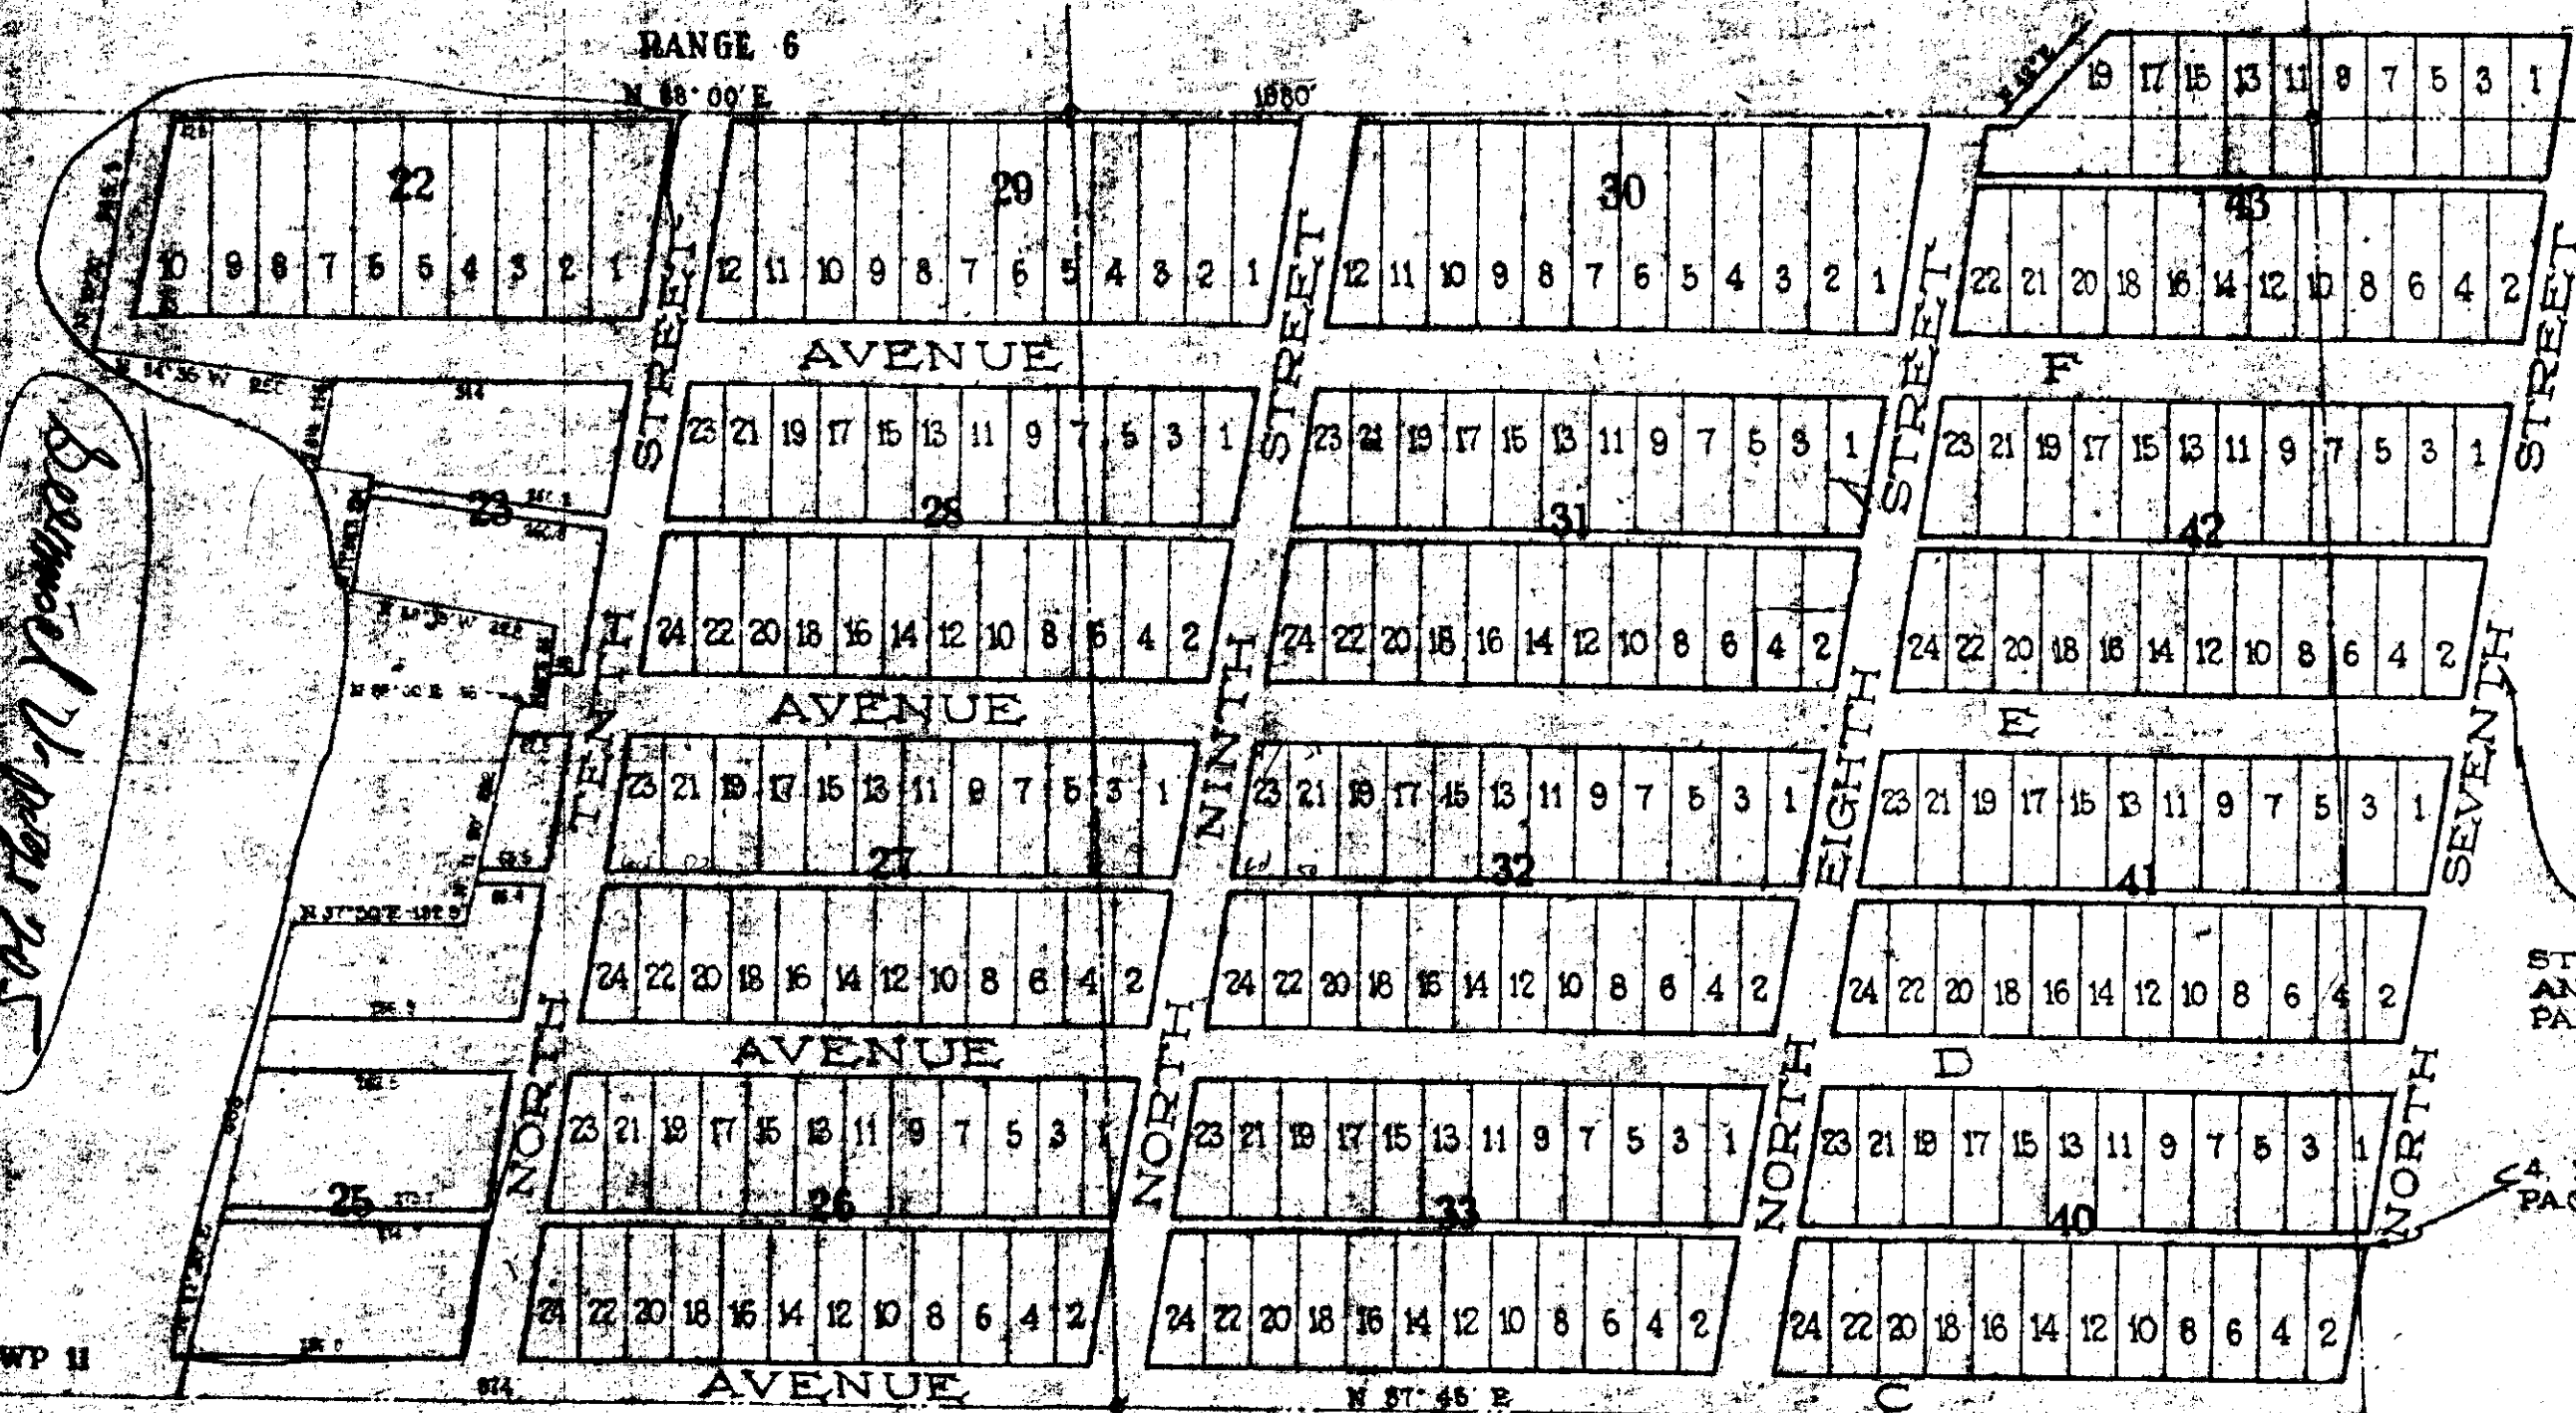 RANGE 6
N 88° 00' E 1880'
19 17 15 13 11 9 7 5 3 1
22 29 30 43
10 9 8 7 6 5 4 3 2 1
12 11 10 9 8 7 6 5 4 3 2 1
12 11 10 9 8 7 6 5 4 3 2 1
22 21 20 18 16 14 12 10 8 6 4 2
AVENUE F
314
23 21 19 17 15 13 11 9 7 5 3 1
23 21 19 17 15 13 11 9 7 5 3 1
23 21 19 17 15 13 11 9 7 5 3 1
23 28 31 42
24 22 20 18 16 14 12 10 8 6 4 2
24 22 20 18 16 14 12 10 8 6 4 2
24 22 20 18 16 14 12 10 8 6 4 2
AVENUE E
23 21 19 17 15 13 11 9 7 5 3 1
23 21 19 17 15 13 11 9 7 5 3 1
23 21 19 17 15 13 11 9 7 5 3 1
27 32 41
24 22 20 18 16 14 12 10 8 6 4 2
24 22 20 18 16 14 12 10 8 6 4 2
24 22 20 18 16 14 12 10 8 6 4 2
AVENUE D
23 21 19 17 15 13 11 9 7 5 3 1
23 21 19 17 15 13 11 9 7 5 3 1
23 21 19 17 15 13 11 9 7 5 3 1
25 26 33 40
24 22 20 18 16 14 12 10 8 6 4 2
24 22 20 18 16 14 12 10 8 6 4 2
24 22 20 18 16 14 12 10 8 6 4 2
AVENUE C
WP 11
874
N 87° 45' E
NORTH TENTH STREET
NORTH NINTH STREET
NORTH EIGHTH STREET
NORTH SEVENTH STREET
ST
AN
PA
4
PAG